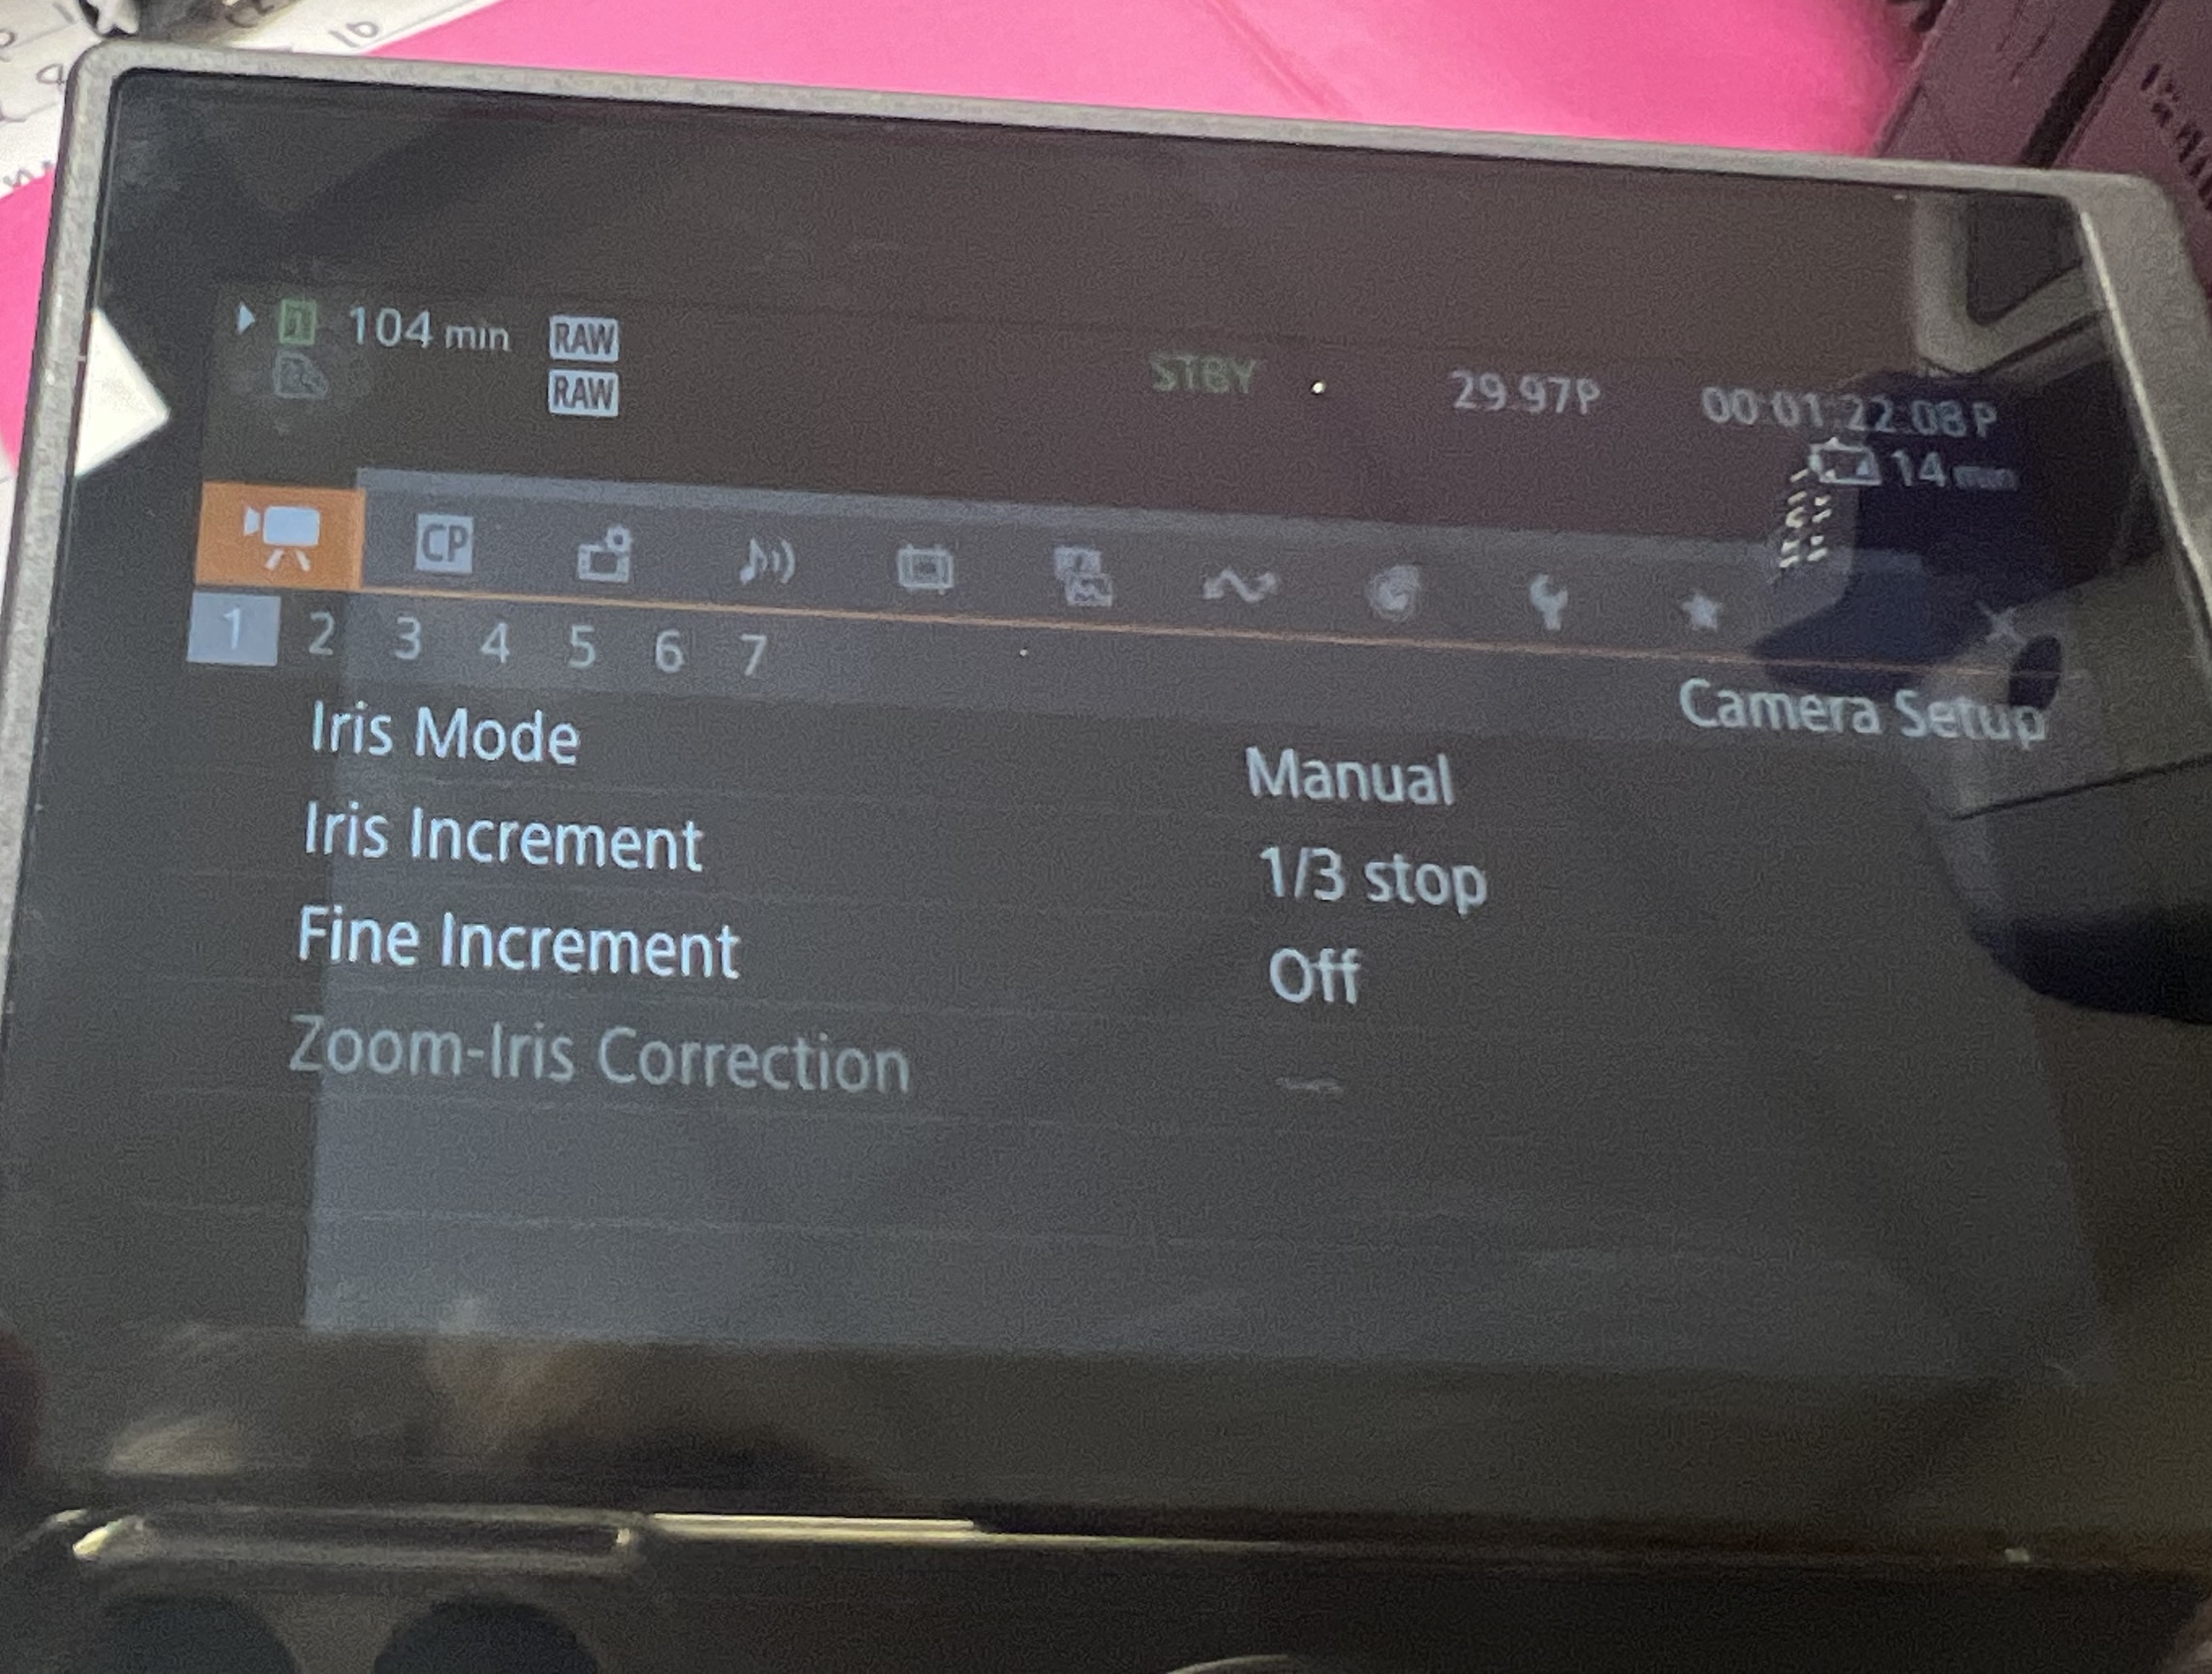 104 min RAW
RAW
STBY 29.97P 00:01:22:08P
14 min
CP
1 2 3 4 5 6 7
Camera Setup
Iris Mode Manual
Iris Increment 1/3 stop
Fine Increment Off
Zoom-Iris Correction